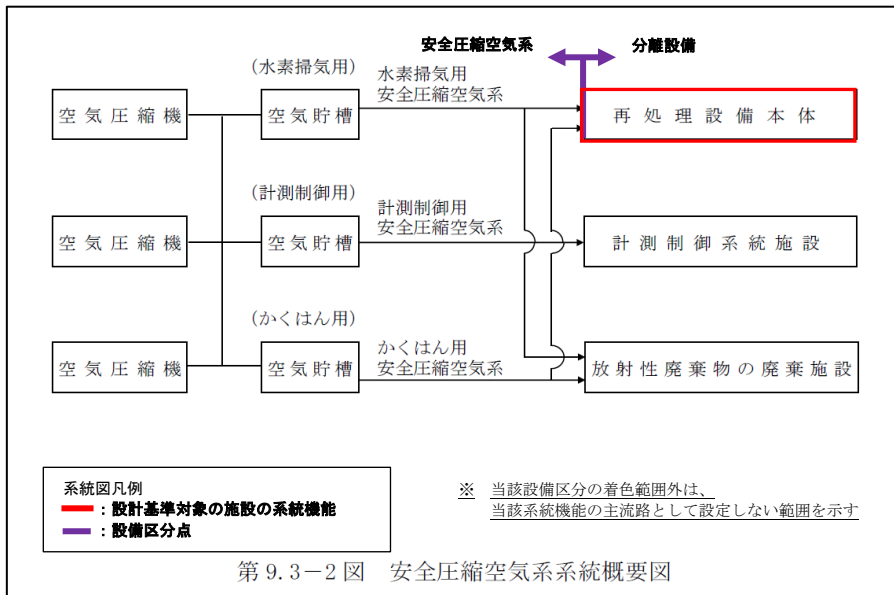 安全圧縮空気系 分離設備
(水素掃気用)
水素掃気用
安全圧縮空気系
空気圧縮機
空気貯槽
再処理設備本体
(計測制御用)
計測制御用
安全圧縮空気系
空気圧縮機
空気貯槽
計測制御系統施設
(かくはん用)
かくはん用
安全圧縮空気系
空気圧縮機
空気貯槽
放射性廃棄物の廃棄施設
系統図凡例
：設計基準対象の施設の系統機能
：設備区分点
※ 当該設備区分の着色範囲外は、
当該系統機能の主流路として設定しない範囲を示す
第9.3－2図 安全圧縮空気系系統概要図